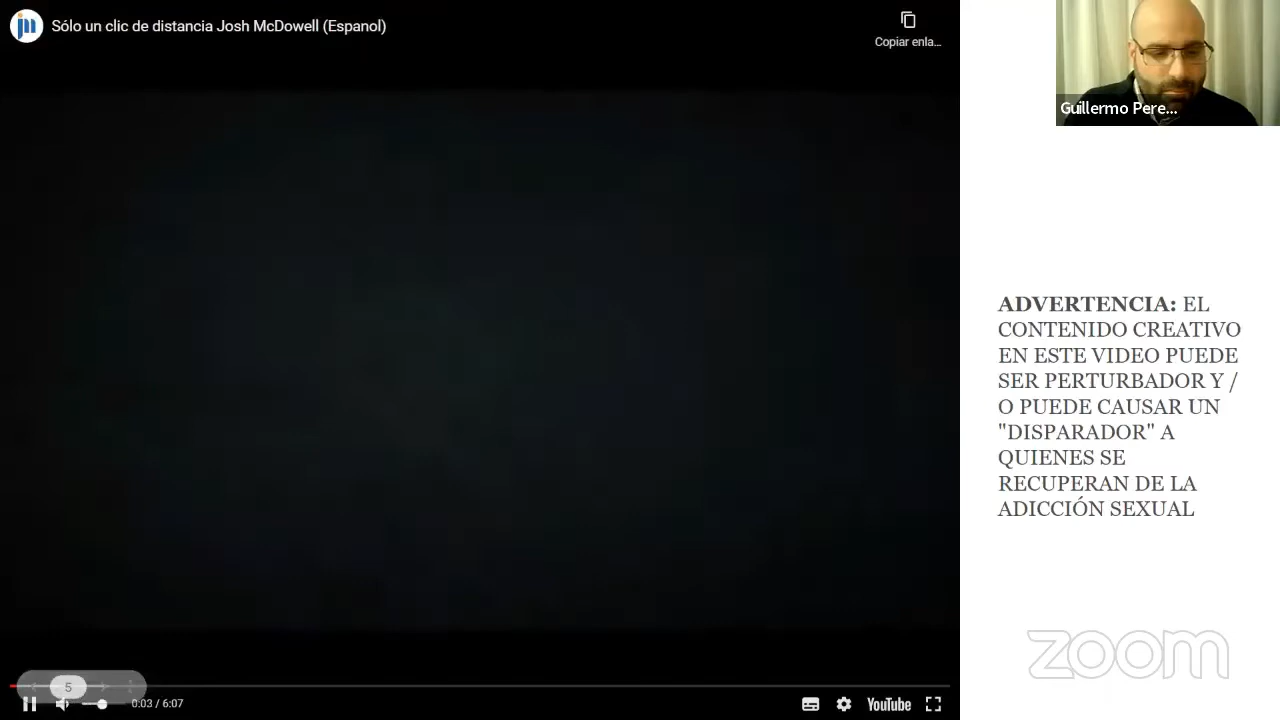 Sólo un clic de distancia Josh McDowell (Espanol)
Copiar enla...
Guillermo Pere...
ADVERTENCIA: EL
CONTENIDO CREATIVO
EN ESTE VIDEO PUEDE
SER PERTURBADOR Y /
O PUEDE CAUSAR UN
"DISPARADOR" A
QUIENES SE
RECUPERAN DE LA
ADICCIÓN SEXUAL
zoom
5
0:03 / 6:07
YouTube